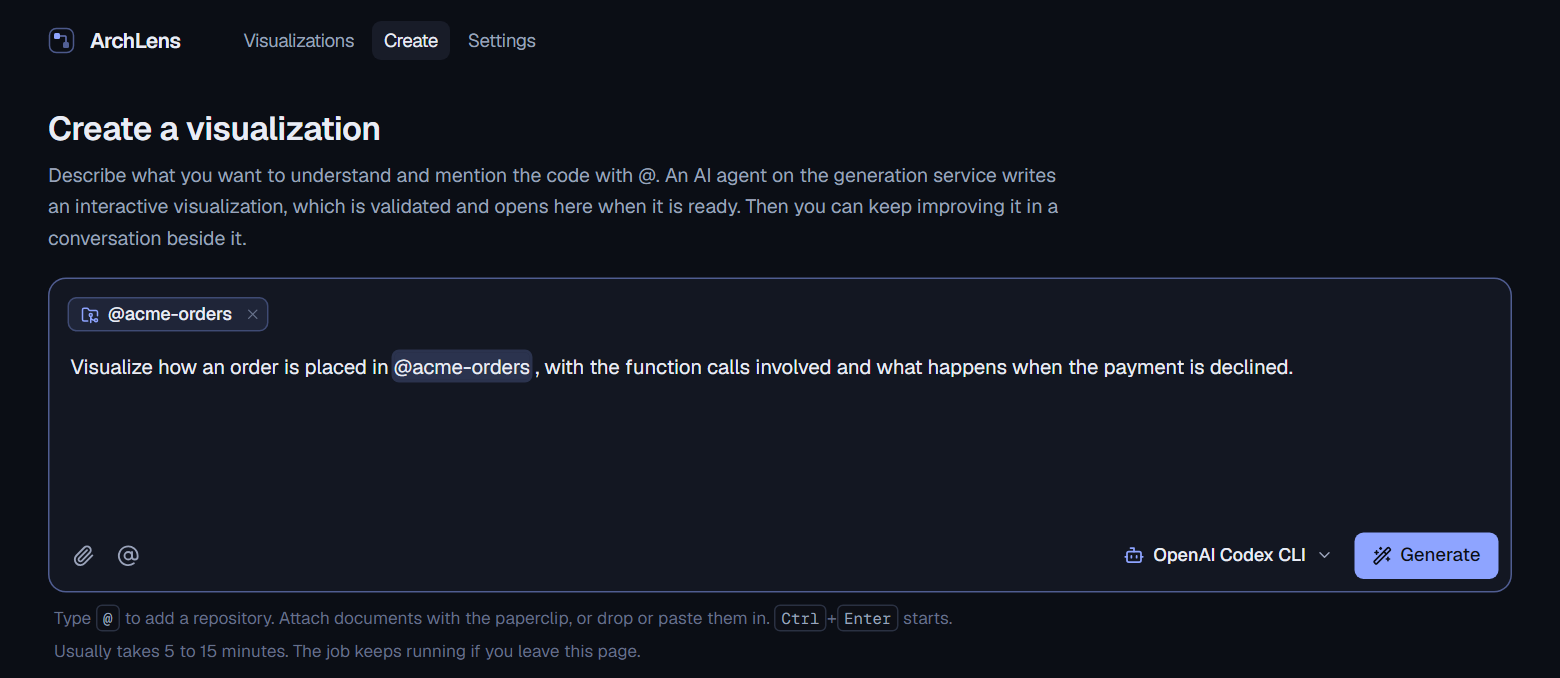 ArchLens Visualizations Create Settings
Create a visualization
Describe what you want to understand and mention the code with @. An AI agent on the generation service writes
an interactive visualization, which is validated and opens here when it is ready. Then you can keep improving it in a
conversation beside it.
@acme-orders ×
Visualize how an order is placed in @acme-orders , with the function calls involved and what happens when the payment is declined.
@ OpenAI Codex CLI Generate
Type @ to add a repository. Attach documents with the paperclip, or drop or paste them in. Ctrl+Enter starts.
Usually takes 5 to 15 minutes. The job keeps running if you leave this page.